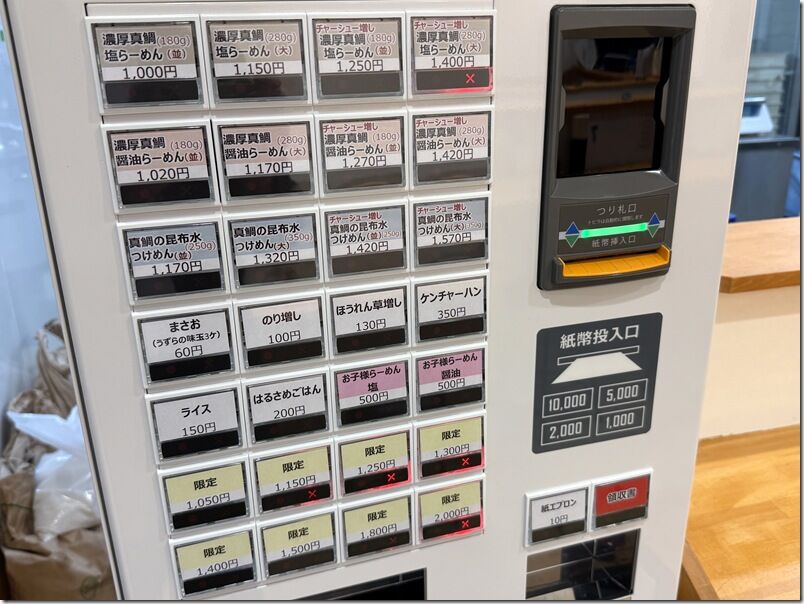 濃厚真鯛(180g)
塩らーめん(並)
1,000円
濃厚真鯛(280g)
塩らーめん(大)
1,150円
チャーシュー増し
濃厚真鯛(180g)
塩らーめん(並)
1,250円
チャーシュー増し
濃厚真鯛(280g)
塩らーめん(大)
1,400円
×
濃厚真鯛(180g)
醤油らーめん(並)
1,020円
濃厚真鯛(280g)
醤油らーめん(大)
1,170円
チャーシュー増し
濃厚真鯛(180g)
醤油らーめん(並)
1,270円
チャーシュー増し
濃厚真鯛(280g)
醤油らーめん(大)
1,420円
真鯛の昆布水
つけめん(250g)(並)
1,170円
真鯛の昆布水
つけめん(350g)(大)
1,320円
チャーシュー増し
真鯛の昆布水
つけめん(並)(250g)
1,420円
チャーシュー増し
真鯛の昆布水
つけめん(大)
1,570円
まさお
(うずらの味玉3ケ)
60円
のり増し
100円
ほうれん草増し
130円
ケンチャーハン
350円
ライス
150円
はるさめごはん
200円
お子様らーめん
塩
500円
お子様らーめん
醤油
500円
限定
1,050円
限定
1,150円
×
限定
1,250円
×
限定
1,300円
×
限定
1,400円
限定
1,500円
限定
1,800円
限定
2,000円
×
つり札口
トビラは自動的に開閉します
紙幣挿入口
紙幣投入口
10,000
5,000
2,000
1,000
紙エプロン
10円
領収書